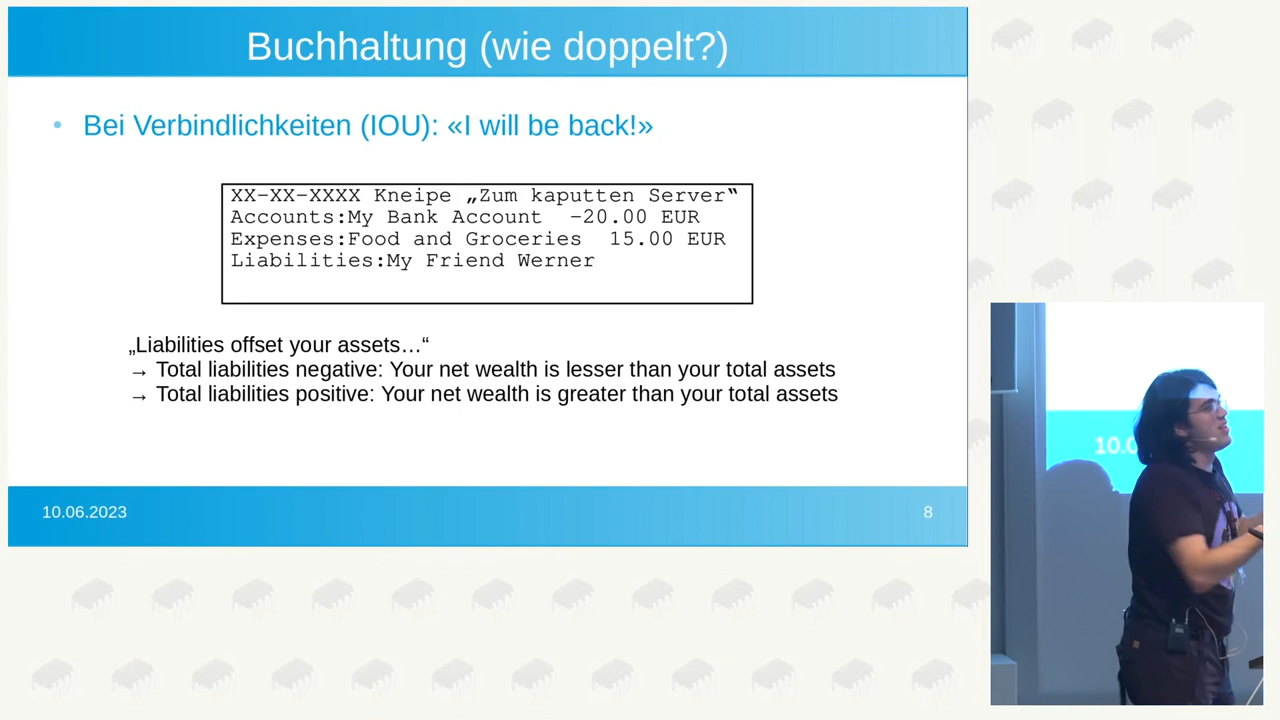 Buchhaltung (wie doppelt?)
• Bei Verbindlichkeiten (IOU): «I will be back!»
XX-XX-XXXX Kneipe „Zum kaputten Server‟
Accounts:My Bank Account  -20.00 EUR
Expenses:Food and Groceries  15.00 EUR
Liabilities:My Friend Werner
„Liabilities offset your assets…“
→ Total liabilities negative: Your net wealth is lesser than your total assets
→ Total liabilities positive: Your net wealth is greater than your total assets
10.06.2023
8
10.0